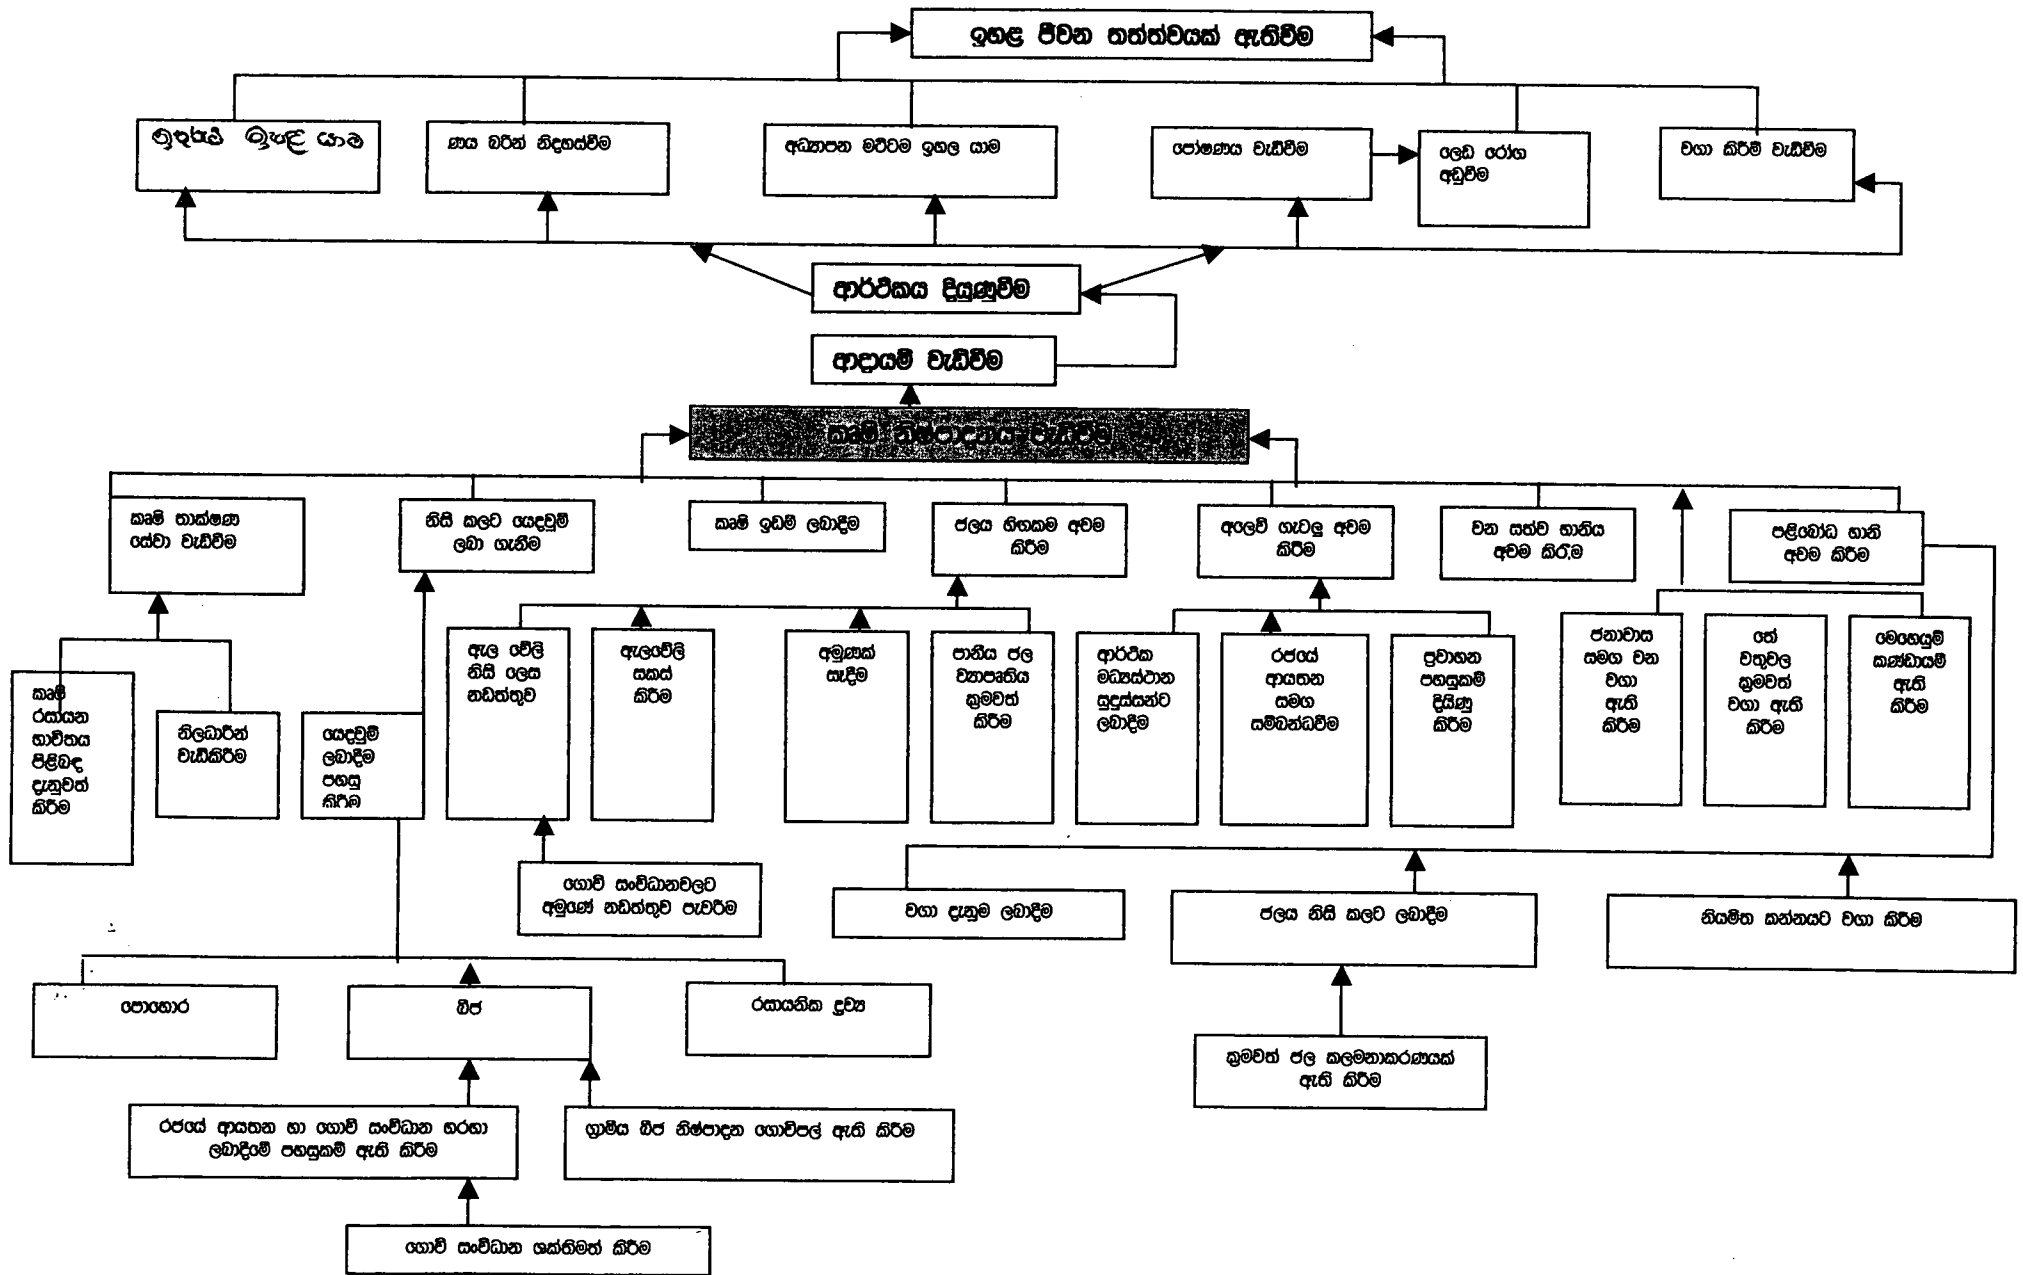 ඉහළ ජීවන තත්ත්වයක් ඇතිවීම
ඉතුරුම් ඉහළ යාම
ණය බරින් නිදහස්වීම
අධ්‍යාපන මට්ටම ඉහල යාම
පෝෂණය වැඩිවීම
ලෙඩ රෝග
අඩුවීම
වගා කිරීම් වැඩිවීම
ආර්ථිකය දියුණුවීම
ආදායම් වැඩිවීම
කෘෂි නිෂ්පාදනය වැඩිවීම
කෘෂි තාක්ෂණ
සේවා වැඩිවීම
නිසි කලට යෙදවුම්
ලබා ගැනීම
කෘෂි ඉඩම් ලබාදීම
ජලය හිඟකම අවම
කිරීම
අලෙවි ගැටලු අවම
කිරීම
වන සත්ව හානිය
අවම කිරීම
පළිබෝධ හානි
අවම කිරීම
කෘෂි
රසායන
භාවිතය
පිළිබඳ
දැනුවත්
කිරීම
නිලධාරීන්
වැඩිකිරීම
යෙදවුම්
ලබාදීම
පහසු
කිරීම
ඇල වේලි
නිසි ලෙස
නඩත්තුව
ඇලවේලි
සකස්
කිරීම
අමුණක්
සෑදීම
පානීය ජල
ව්‍යාපෘතිය
ක්‍රමවත්
කිරීම
ආර්ථික
මධ්‍යස්ථාන
සුදුස්සන්ට
ලබාදීම
රජයේ
ආයතන
සමග
සම්බන්ධවීම
ප්‍රවාහන
පහසුකම්
දියුණු
කිරීම
ජනාවාස
සමග වන
වගා
ඇති
කිරීම
තේ
වතුවල
ක්‍රමවත්
වගා ඇති
කිරීම
මෙහෙයුම්
කණ්ඩායම්
ඇති
කිරීම
ගොවි සංවිධානවලට
අමුණේ නඩත්තුව පැවරීම
වගා දැනුම ලබාදීම
ජලය නිසි කලට ලබාදීම
නියමිත කන්නයට වගා කිරීම
පොහොර
බීජ
රසායනික ද්‍රව්‍ය
ක්‍රමවත් ජල කලමනාකරණයක්
ඇති කිරීම
රජයේ ආයතන හා ගොවි සංවිධාන හරහා
ලබාදීමේ පහසුකම් ඇති කිරීම
ග්‍රාමීය බීජ නිෂ්පාදන ගොවිපල් ඇති කිරීම
ගොවි සංවිධාන ශක්තිමත් කිරීම